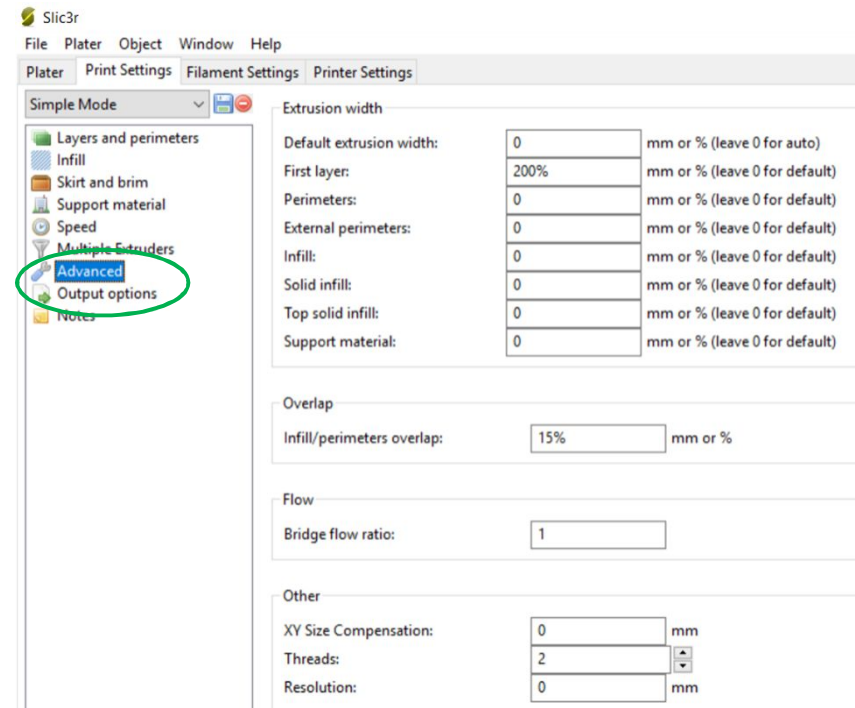 Slic3r
File Plater Object Window Help
Plater Print Settings Filament Settings Printer Settings
Simple Mode
Layers and perimeters
Infill
Skirt and brim
Support material
Speed
Multiple Extruders
Advanced
Output options
Notes
Extrusion width
Default extrusion width: 0 mm or % (leave 0 for auto)
First layer: 200% mm or % (leave 0 for default)
Perimeters: 0 mm or % (leave 0 for default)
External perimeters: 0 mm or % (leave 0 for default)
Infill: 0 mm or % (leave 0 for default)
Solid infill: 0 mm or % (leave 0 for default)
Top solid infill: 0 mm or % (leave 0 for default)
Support material: 0 mm or % (leave 0 for default)
Overlap
Infill/perimeters overlap: 15% mm or %
Flow
Bridge flow ratio: 1
Other
XY Size Compensation: 0 mm
Threads: 2
Resolution: 0 mm